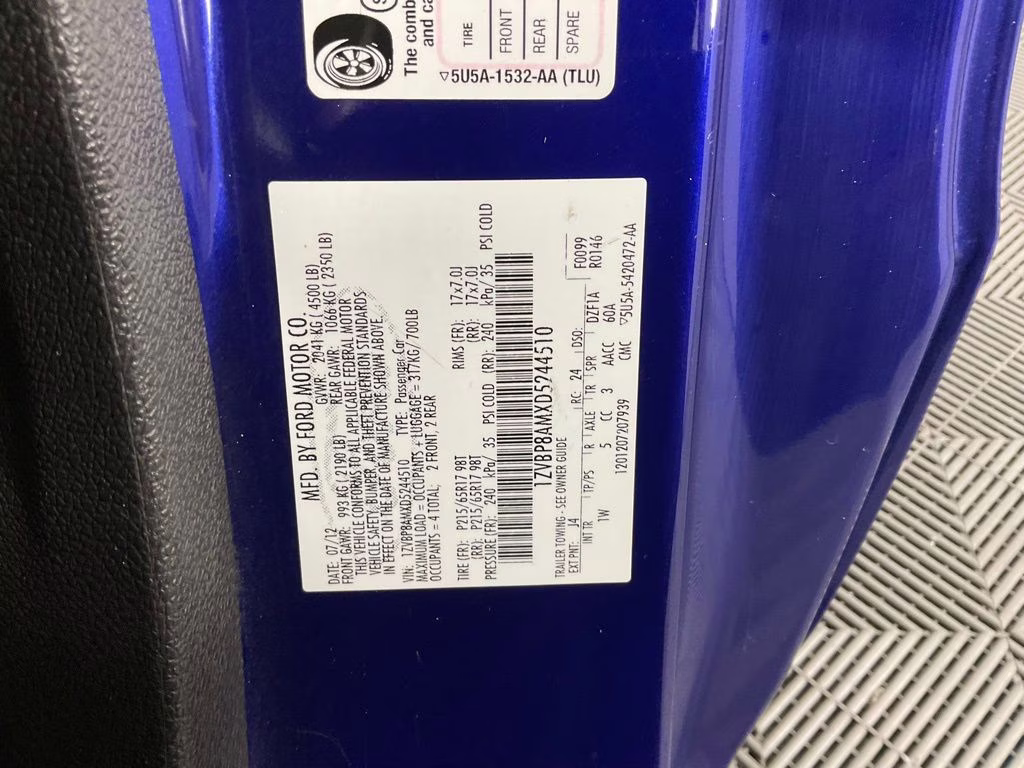 The comb
and ca
TIRE
FRONT
REAR
SPARE
▽5U5A-1532-AA (TLU)
MFD. BY FORD MOTOR CO.
DATE: 07/12 GVWR: 2041 KG ( 4500 LB)
FRONT GAWR: 993 KG ( 2190 LB) REAR GAWR: 1066 KG ( 2350 LB)
THIS VEHICLE CONFORMS TO ALL APPLICABLE FEDERAL MOTOR
VEHICLE SAFETY, BUMPER, AND THEFT PREVENTION STANDARDS
IN EFFECT ON THE DATE OF MANUFACTURE SHOWN ABOVE.
VIN: 1ZVBP8AMXD5244510 TYPE: Passenger Car
MAXIMUM LOAD = OCCUPANTS + LUGGAGE = 317KG/700LB
OCCUPANTS = 4 TOTAL, 2 FRONT, 2 REAR
TIRE (FR): P215/65R17 98T RIMS (FR): 17x7.0J
(RR): P215/65R17 98T (RR): 17x7.0J
PRESSURE (FR): 240 kPa/ 35 PSI COLD (RR): 240 kPa/ 35 PSI COLD
1ZVBP8AMXD5244510
TRAILER TOWING - SEE OWNER GUIDE
EXT PNT: J4 RC: 24 DSO: F0099
INT TR TP/PS R AXLE TR SPR DZF1A R0146
1W 5 CC 3 AACC 60A
1201207207939 CMC ▽5U5A-5420472-AA